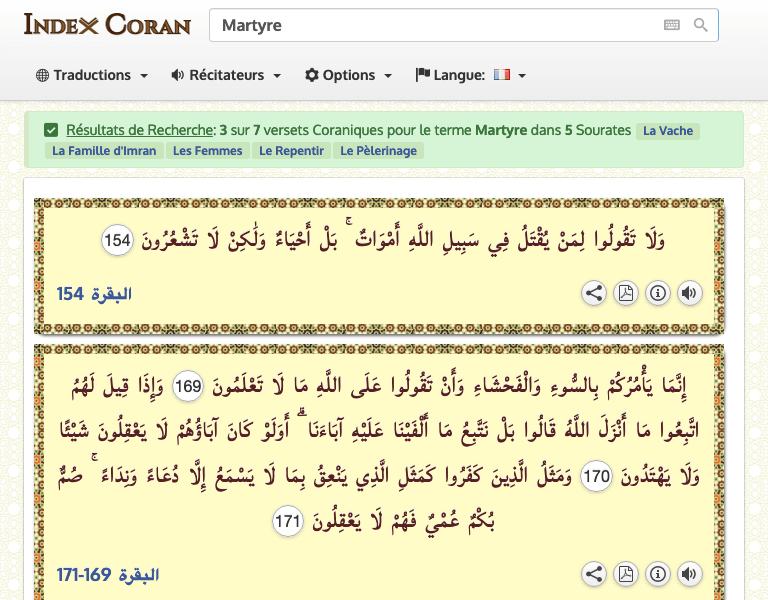 INDEX CORAN
Martyre
Traductions
Récitateurs
Options
Langue:
Résultats de Recherche: 3 sur 7 versets Coraniques pour le terme Martyre dans 5 Sourates La Vache
La Famille d'Imran Les Femmes Le Repentir Le Pèlerinage
وَلَا تَقُولُوا لِمَنْ يُقْتَلُ فِي سَبِيلِ اللَّهِ أَمْوَاتٌ ۚ بَلْ أَحْيَاءٌ وَلَٰكِنْ لَا تَشْعُرُونَ 154
البقرة 154
إِنَّمَا يَأْمُرُكُمْ بِالسُّوءِ وَالْفَحْشَاءِ وَأَنْ تَقُولُوا عَلَى اللَّهِ مَا لَا تَعْلَمُونَ 169 وَإِذَا قِيلَ لَهُمُ
اتَّبِعُوا مَا أَنْزَلَ اللَّهُ قَالُوا بَلْ نَتَّبِعُ مَا أَلْفَيْنَا عَلَيْهِ آبَاءَنَا ۗ أَوَلَوْ كَانَ آبَاؤُهُمْ لَا يَعْقِلُونَ شَيْئًا
وَلَا يَهْتَدُونَ 170 وَمَثَلُ الَّذِينَ كَفَرُوا كَمَثَلِ الَّذِي يَنْعِقُ بِمَا لَا يَسْمَعُ إِلَّا دُعَاءً وَنِدَاءً ۚ صُمٌّ
بُكْمٌ عُمْيٌ فَهُمْ لَا يَعْقِلُونَ 171
البقرة 169-171